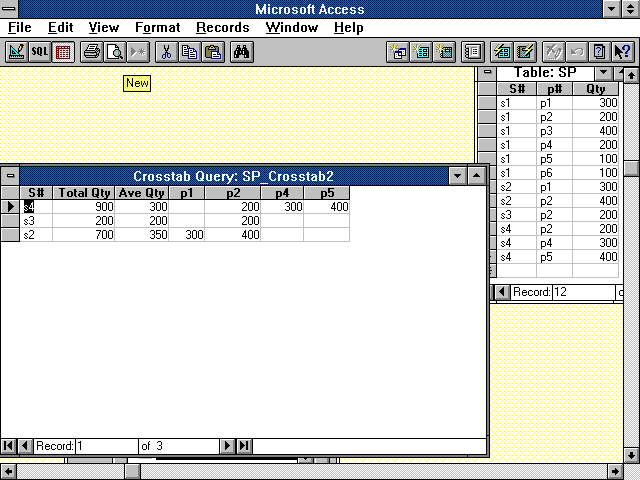 Microsoft Access
File Edit View Format Records Window Help
SQL
New
Table: SP
S# p# Qty
s1 p1 300
s1 p2 200
s1 p3 400
s1 p4 200
s1 p5 100
s1 p6 100
s2 p1 300
s2 p2 400
s3 p2 200
s4 p2 200
s4 p4 300
s4 p5 400
Record: 12
Crosstab Query: SP_Crosstab2
S# Total Qty Ave Qty p1 p2 p4 p5
s4 900 300 200 300 400
s3 200 200 200
s2 700 350 300 400
Record: 1 of 3